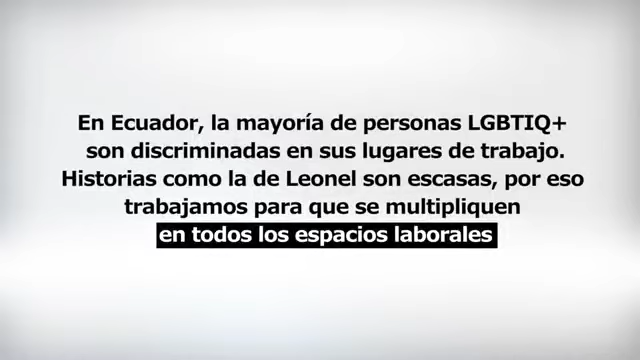 En Ecuador, la mayoría de personas LGBTIQ+
son discriminadas en sus lugares de trabajo.
Historias como la de Leonel son escasas, por eso
trabajamos para que se multipliquen
en todos los espacios laborales